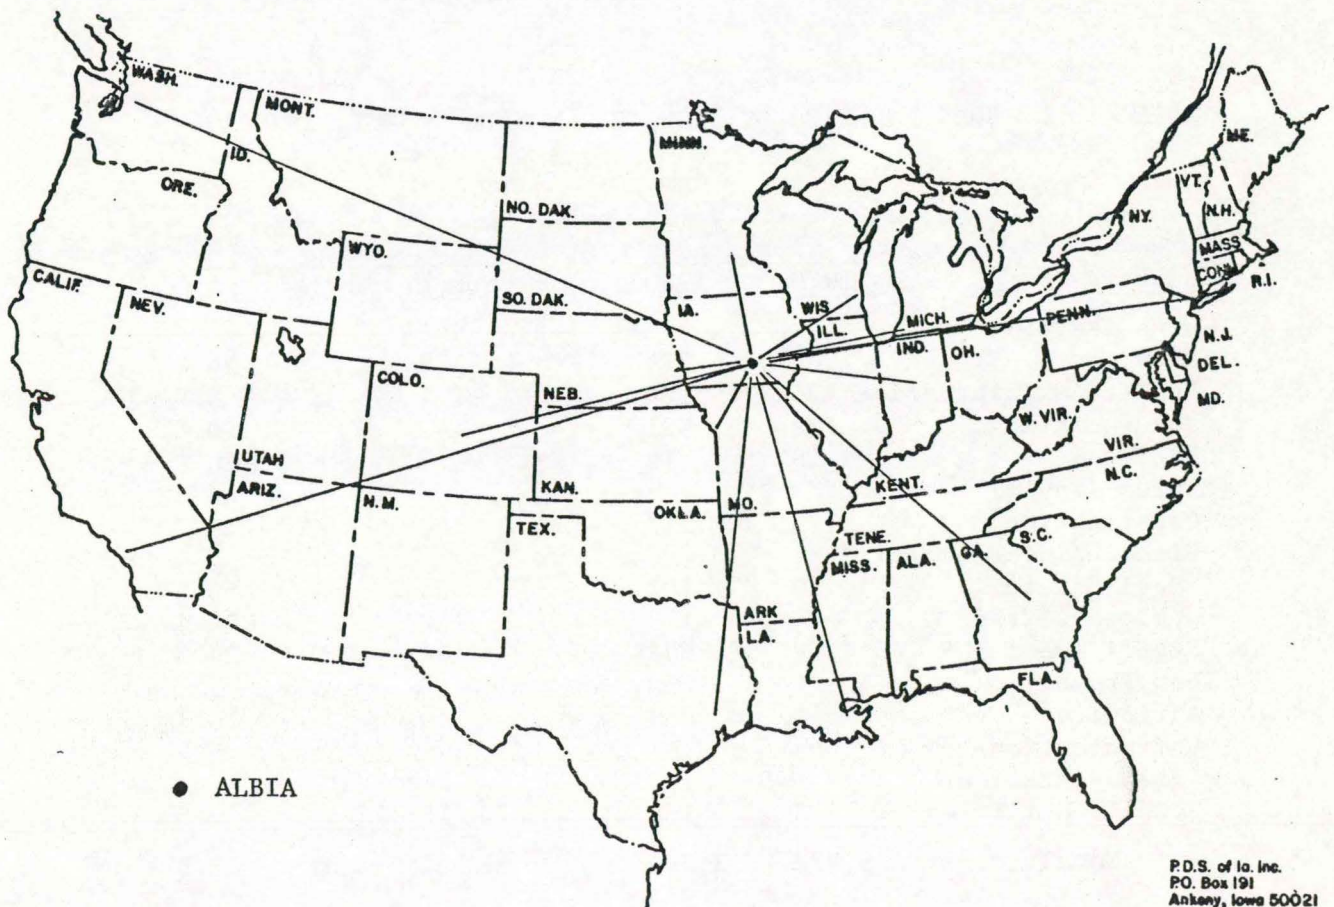 WASH.
MONT.
ID.
ORE.
MINN.
NO. DAK.
WYO.
SO. DAK.
CALIF.
NEV.
IA.
WIS
ILL.
MICH.
IND.
OH.
PENN.
NY.
VT.
N.H.
ME.
MASS
CONN.
R.I.
N.J.
DEL.
MD.
COLO.
NEB.
W. VIR.
VIR.
N.C.
UTAH
ARIZ.
N.M.
KAN.
OKLA.
MO.
KENT.
TEX.
TENE.
MISS.
ALA.
GA.
S.C.
ARK
LA.
FLA.
ALBIA
P.D.S. of Ia. Inc.
P.O. Box 191
Ankeny, Iowa 50021